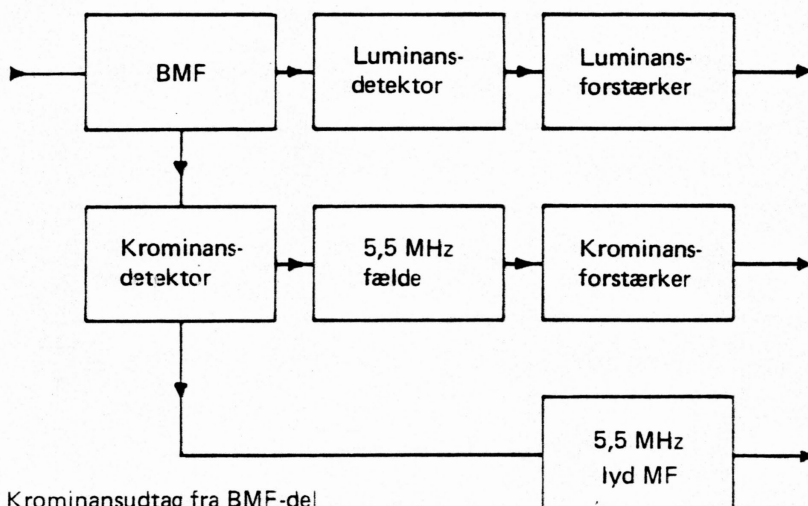 BMF
Luminans-
detektor
Luminans-
forstærker
Krominans-
detektor
5,5 MHz
fælde
Krominans-
forstærker
5,5 MHz
lyd MF
Krominansudtag fra BMF-del